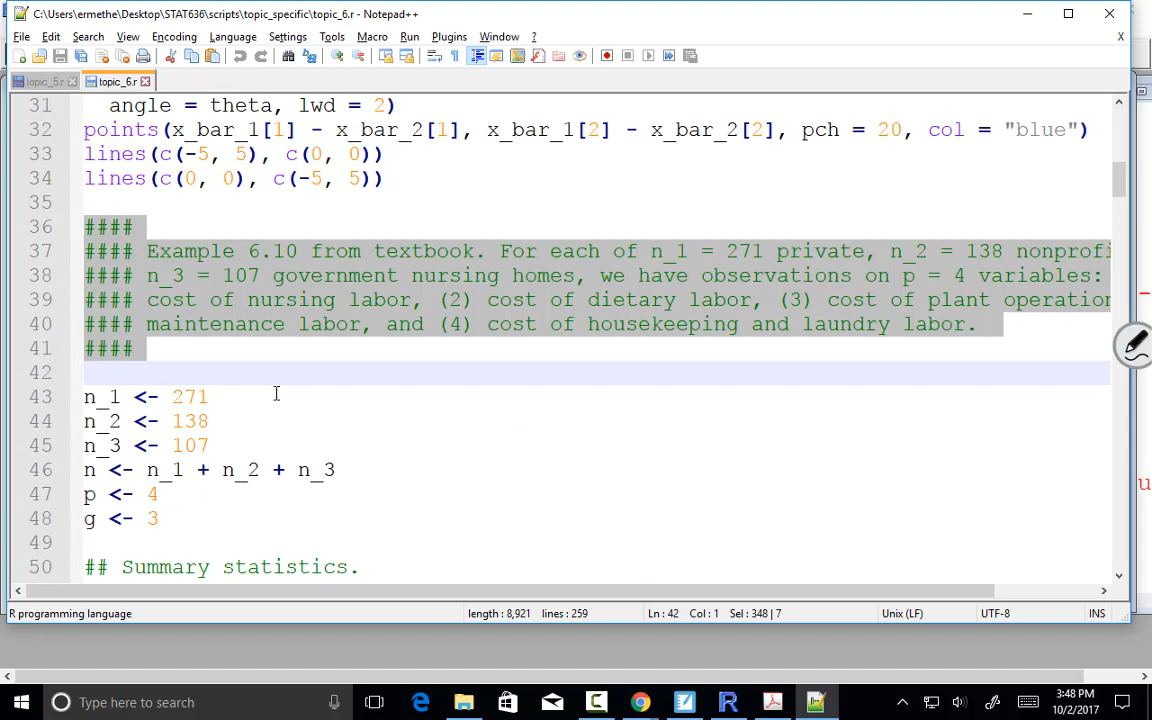 C:\Users\ermethe\Desktop\STAT636\scripts\topic_specific\topic_6.r - Notepad++
File Edit Search View Encoding Language Settings Tools Macro Run Plugins Window ? X
topic_5.r topic_6.r
31 angle = theta, lwd = 2)
32 points(x_bar_1[1] - x_bar_2[1], x_bar_1[2] - x_bar_2[2], pch = 20, col = "blue")
33 lines(c(-5, 5), c(0, 0))
34 lines(c(0, 0), c(-5, 5))
35
36 ####
37 #### Example 6.10 from textbook. For each of n_1 = 271 private, n_2 = 138 nonprofi
38 #### n_3 = 107 government nursing homes, we have observations on p = 4 variables:
39 #### cost of nursing labor, (2) cost of dietary labor, (3) cost of plant operation
40 #### maintenance labor, and (4) cost of housekeeping and laundry labor.
41 ####
42
43 n_1 <- 271
44 n_2 <- 138
45 n_3 <- 107
46 n <- n_1 + n_2 + n_3
47 p <- 4
48 g <- 3
49
50 ## Summary statistics.
R programming language length : 8,921 lines : 259 Ln : 42 Col : 1 Sel : 348 | 7 Unix (LF) UTF-8 INS
Type here to search
3:48 PM
10/2/2017